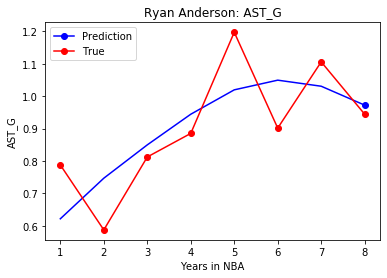 Ryan Anderson: AST_G
Prediction
True
AST_G
1.2
1.1
1.0
0.9
0.8
0.7
0.6
1 2 3 4 5 6 7 8
Years in NBA